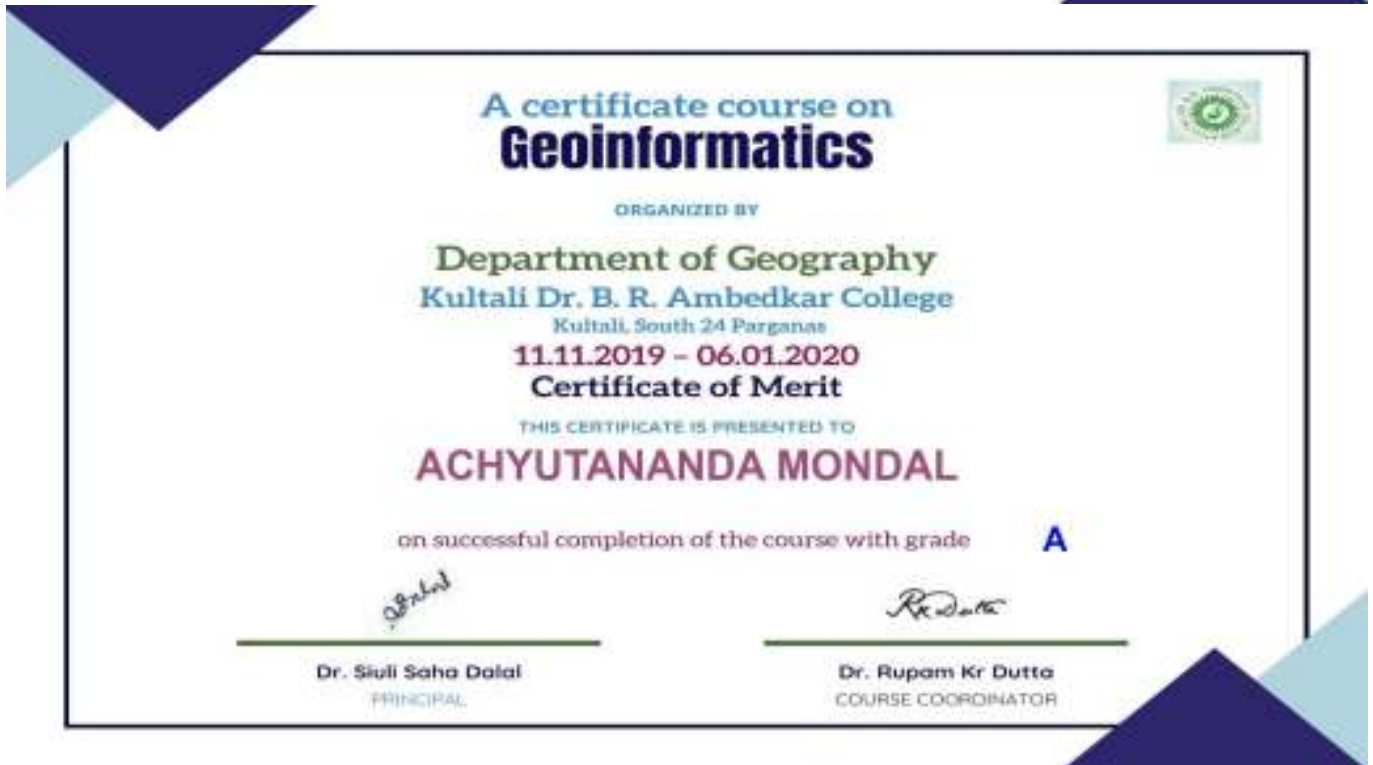 A certificate course on
Geoinformatics
ORGANIZED BY
Department of Geography
Kultali Dr. B. R. Ambedkar College
Kultali, South 24 Parganas
11.11.2019 – 06.01.2020
Certificate of Merit
THIS CERTIFICATE IS PRESENTED TO
ACHYUTANANDA MONDAL
on successful completion of the course with grade A
RK Dutta
Dr. Siuli Saha Dalal
PRINCIPAL
Dr. Rupam Kr Dutta
COURSE COORDINATOR